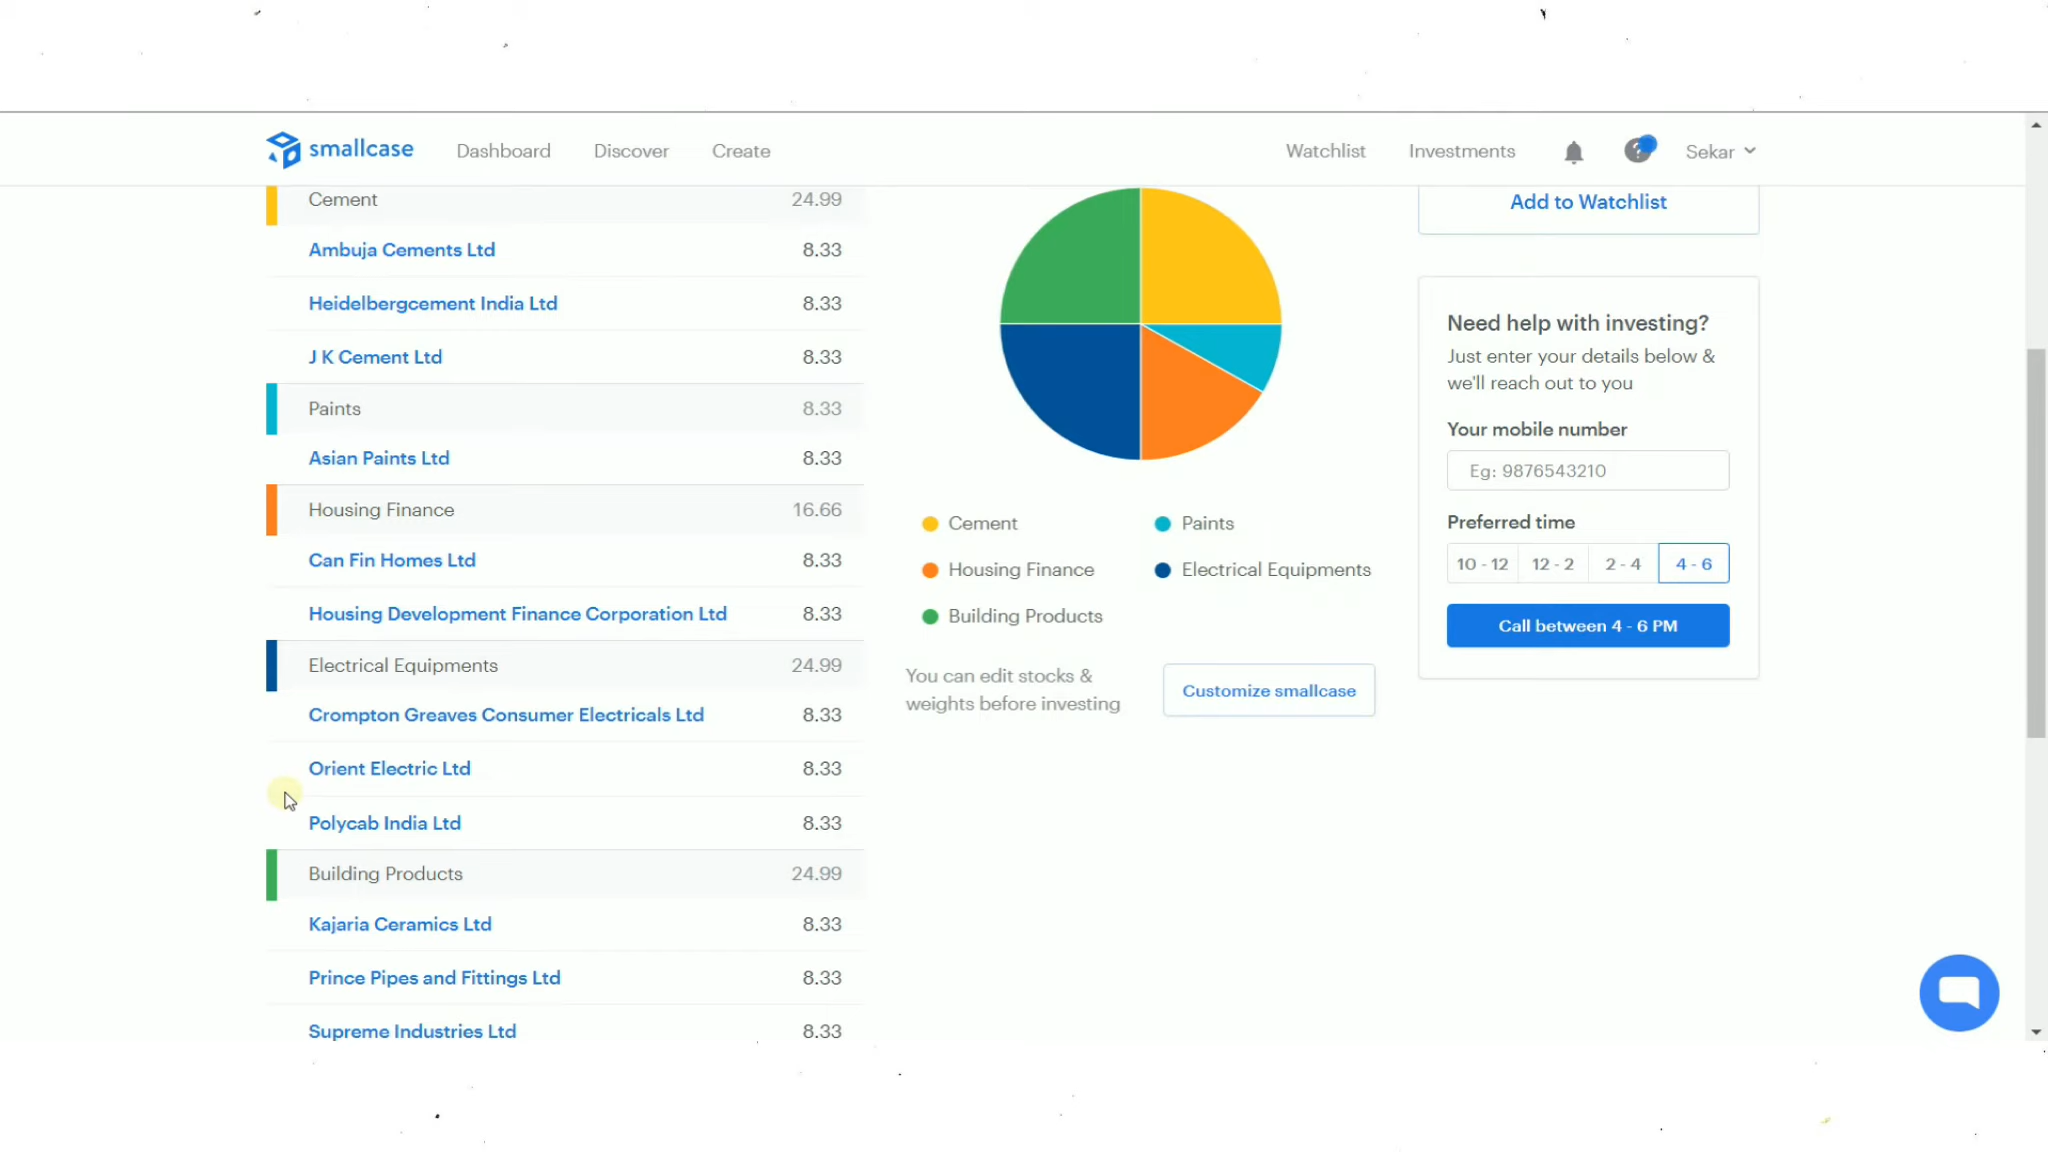 smallcase
Dashboard
Discover
Create
Watchlist
Investments
?
Sekar
Cement 24.99
Ambuja Cements Ltd 8.33
Heidelbergcement India Ltd 8.33
J K Cement Ltd 8.33
Paints 8.33
Asian Paints Ltd 8.33
Housing Finance 16.66
Can Fin Homes Ltd 8.33
Housing Development Finance Corporation Ltd 8.33
Electrical Equipments 24.99
Crompton Greaves Consumer Electricals Ltd 8.33
Orient Electric Ltd 8.33
Polycab India Ltd 8.33
Building Products 24.99
Kajaria Ceramics Ltd 8.33
Prince Pipes and Fittings Ltd 8.33
Supreme Industries Ltd 8.33
Cement
Paints
Housing Finance
Electrical Equipments
Building Products
You can edit stocks &
weights before investing
Customize smallcase
Add to Watchlist
Need help with investing?
Just enter your details below &
we'll reach out to you
Your mobile number
Eg: 9876543210
Preferred time
10 - 12
12 - 2
2 - 4
4 - 6
Call between 4 - 6 PM